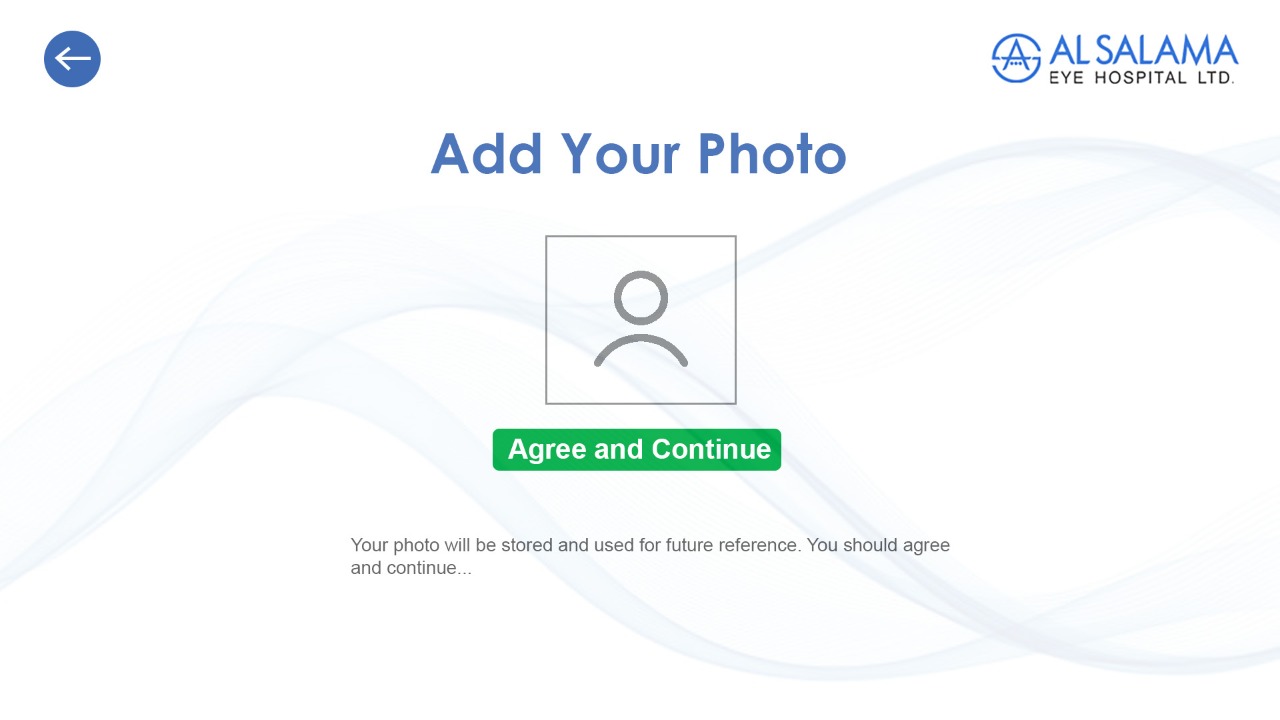 AL SALAMA
EYE HOSPITAL LTD.
Add Your Photo
Agree and Continue
Your photo will be stored and used for future reference. You should agree
and continue...